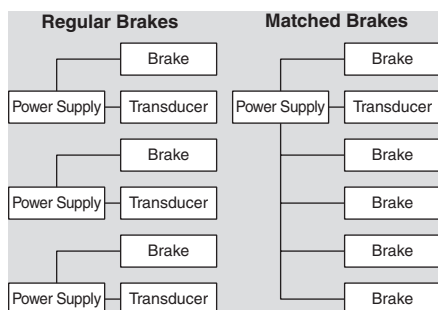 Regular Brakes
Brake
Power Supply
Transducer
Brake
Power Supply
Transducer
Brake
Power Supply
Transducer
Matched Brakes
Brake
Power Supply
Transducer
Brake
Brake
Brake
Brake